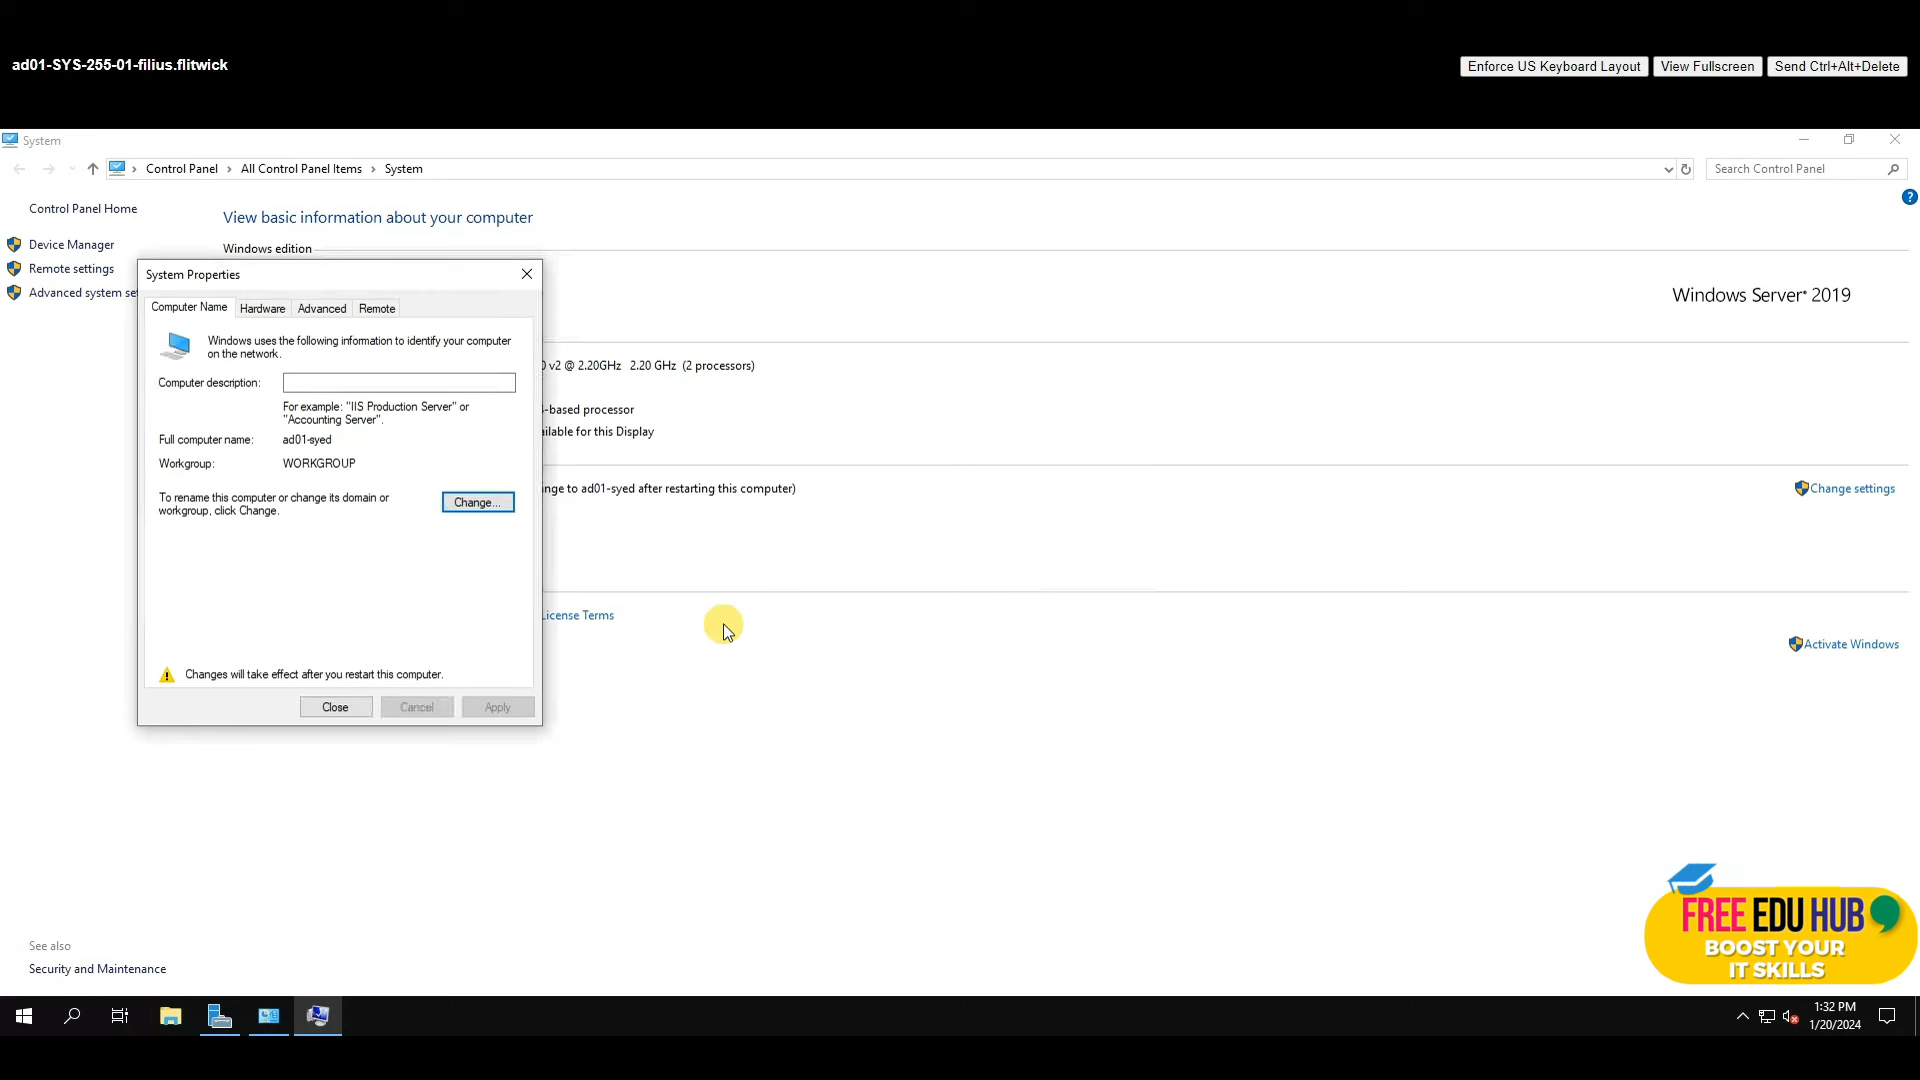 ad01-SYS-255-01-filius.flitwick
Enforce US Keyboard Layout View Fullscreen Send Ctrl+Alt+Delete
System
Control Panel › All Control Panel Items › System
Search Control Panel
Control Panel Home
View basic information about your computer
Device Manager
Windows edition
Remote settings
Advanced system set
Windows Server® 2019
System Properties
Computer Name Hardware Advanced Remote
Windows uses the following information to identify your computer
on the network.
Computer description:
For example: "IIS Production Server" or
"Accounting Server".
Full computer name: ad01-syed
Workgroup: WORKGROUP
To rename this computer or change its domain or
workgroup, click Change.
Change...
Changes will take effect after you restart this computer.
Close Cancel Apply
0 v2 @ 2.20GHz 2.20 GHz (2 processors)
-based processor
ailable for this Display
nge to ad01-syed after restarting this computer)
Change settings
License Terms
Activate Windows
See also
Security and Maintenance
FREE EDU HUB
BOOST YOUR
IT SKILLS
1:32 PM
1/20/2024